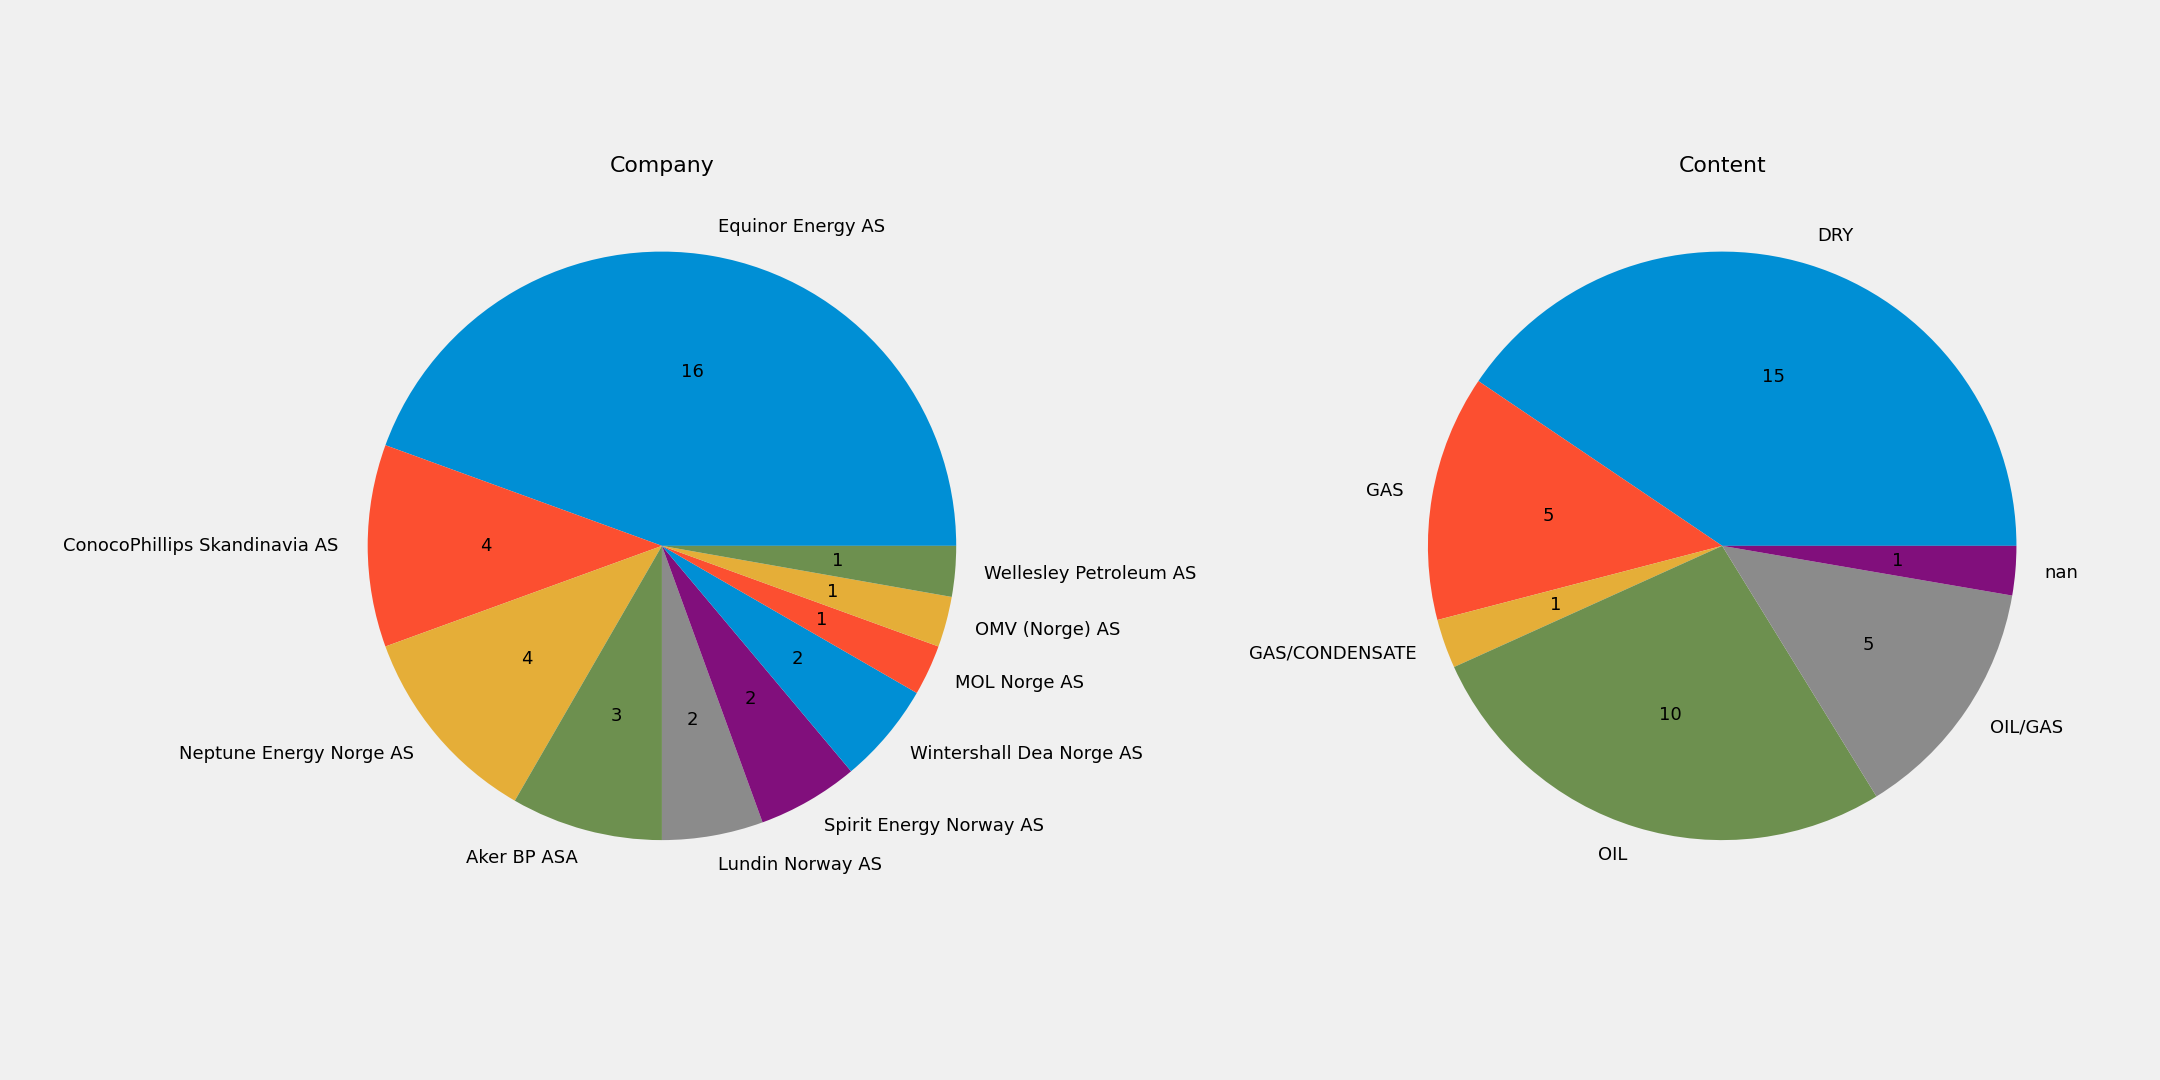 Company
Equinor Energy AS
16
ConocoPhillips Skandinavia AS
4
Neptune Energy Norge AS
4
Aker BP ASA
3
Lundin Norway AS
2
Spirit Energy Norway AS
2
Wintershall Dea Norge AS
2
MOL Norge AS
1
OMV (Norge) AS
1
Wellesley Petroleum AS
1
Content
DRY
15
GAS
5
GAS/CONDENSATE
1
OIL
10
OIL/GAS
5
nan
1